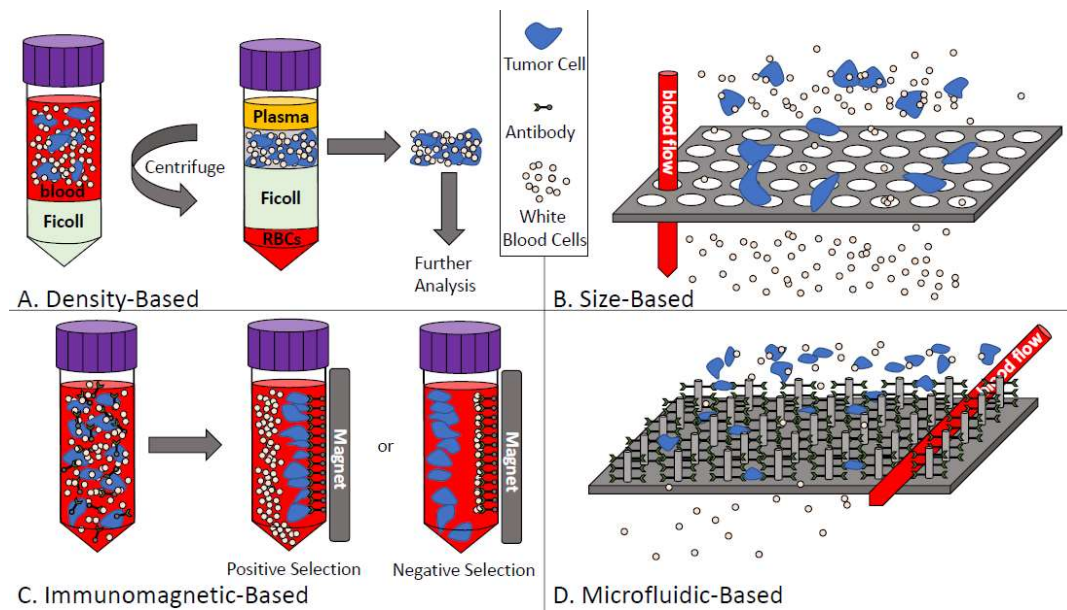 blood
Ficoll
Centrifuge
Plasma
Ficoll
RBCs
Further
Analysis
A. Density-Based
Tumor Cell
Antibody
White
Blood Cells
blood flow
B. Size-Based
Magnet
Positive Selection
or
Magnet
Negative Selection
C. Immunomagnetic-Based
flow
D. Microfluidic-Based